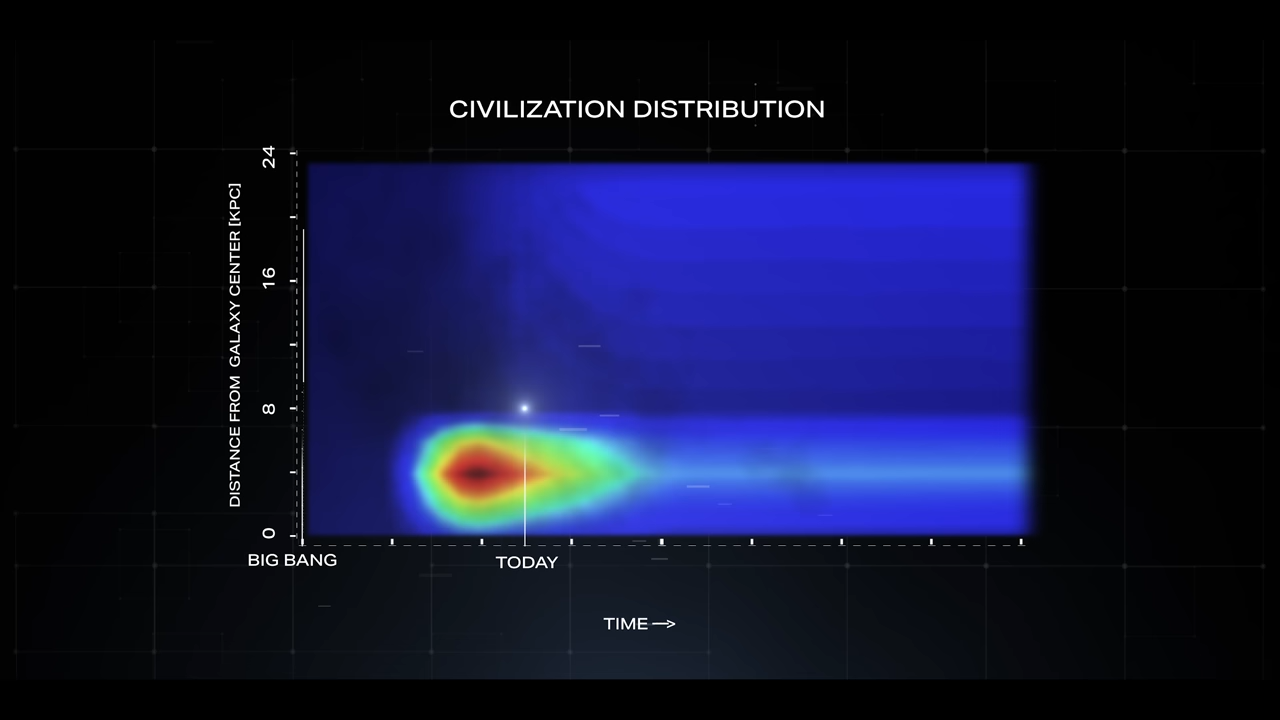 CIVILIZATION DISTRIBUTION
DISTANCE FROM GALAXY CENTER [KPC]
24
16
8
0
BIG BANG
TODAY
TIME →